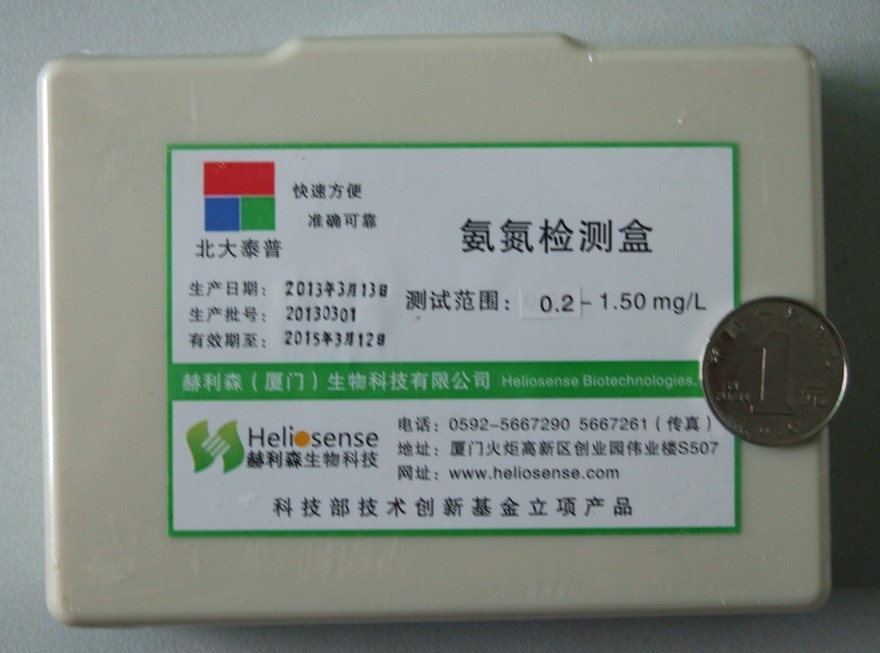 快速方便
准确可靠
北大泰普
氨氮检测盒
生产日期：2013年3月13日
生产批号：20130301
有效期至：2015年3月12日
测试范围：0.2-1.50 mg/L
赫利森（厦门）生物科技有限公司 Heliosense Biotechnologies,
Heliosense
赫利森生物科技
电话：0592-5667290 5667261（传真）
地址：厦门火炬高新区创业园伟业楼S507
网址：www.heliosense.com
科技部技术创新基金立项产品
1
元